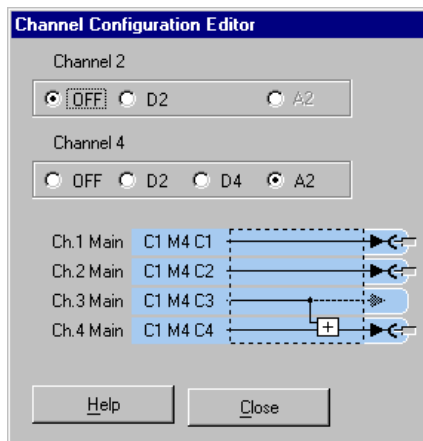 Channel Configuration Editor
Channel 2
OFF D2 A2
Channel 4
OFF D2 D4 A2
Ch.1 Main C1 M4 C1
Ch.2 Main C1 M4 C2
Ch.3 Main C1 M4 C3
Ch.4 Main C1 M4 C4
+
Help Close